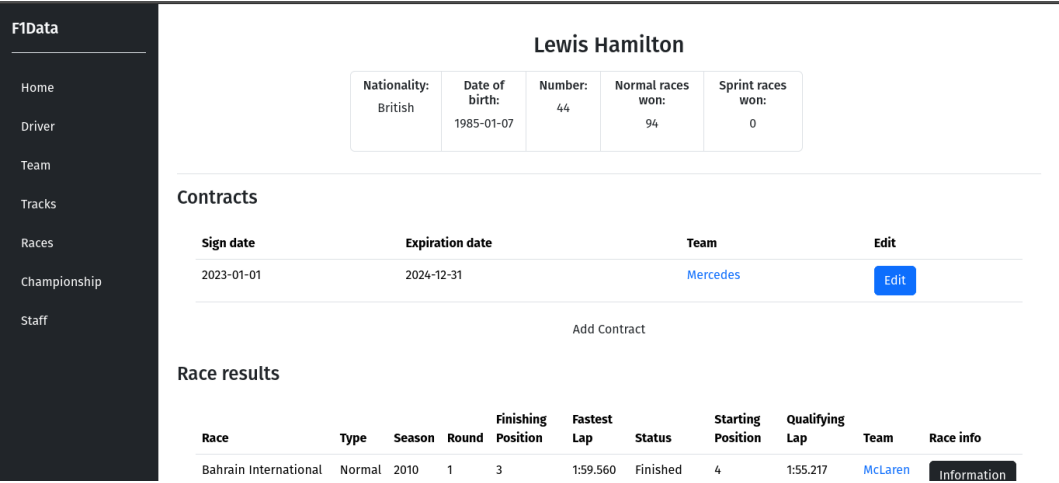 F1Data
Home
Driver
Team
Tracks
Races
Championship
Staff
Lewis Hamilton
Nationality: Date of birth: Number: Normal races won: Sprint races won:
British 1985-01-07 44 94 0
Contracts
Sign date Expiration date Team Edit
2023-01-01 2024-12-31 Mercedes Edit
Add Contract
Race results
Race Type Season Round Finishing Position Fastest Lap Status Starting Position Qualifying Lap Team Race info
Bahrain International Normal 2010 1 3 1:59.560 Finished 4 1:55.217 McLaren Information